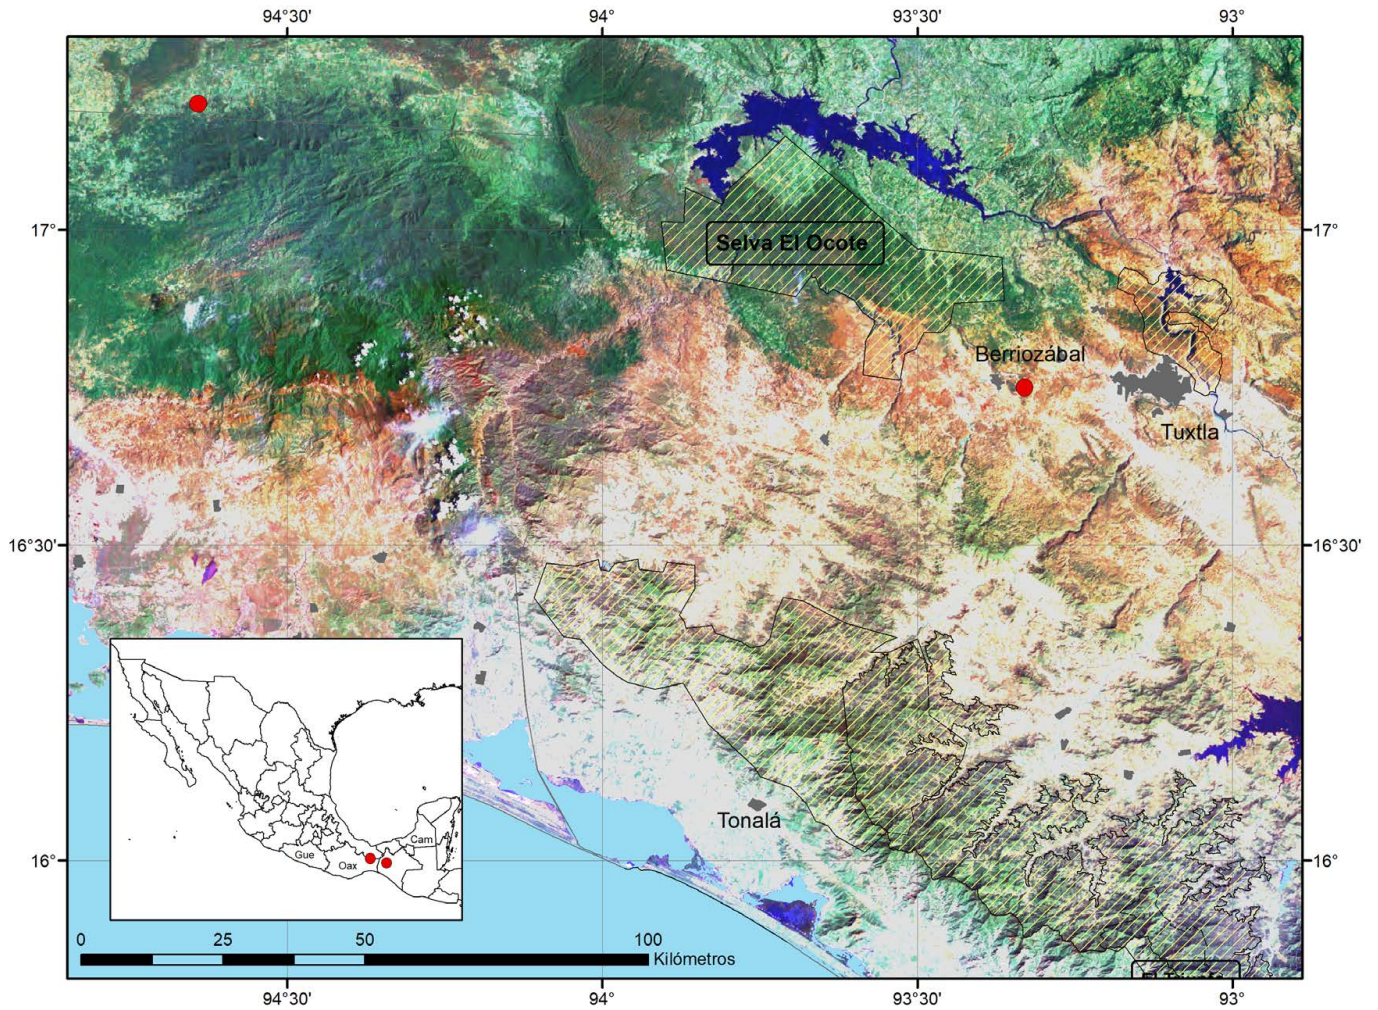 94°30' 94° 93°30' 93°
17° 17°
Selva El Ocote
Berriozábal
Tuxtla
16°30' 16°30'
Tonalá
Cam
Gue
Oax
16° 16°
0 25 50 100
Kilómetros
94°30' 94° 93°30' 93°